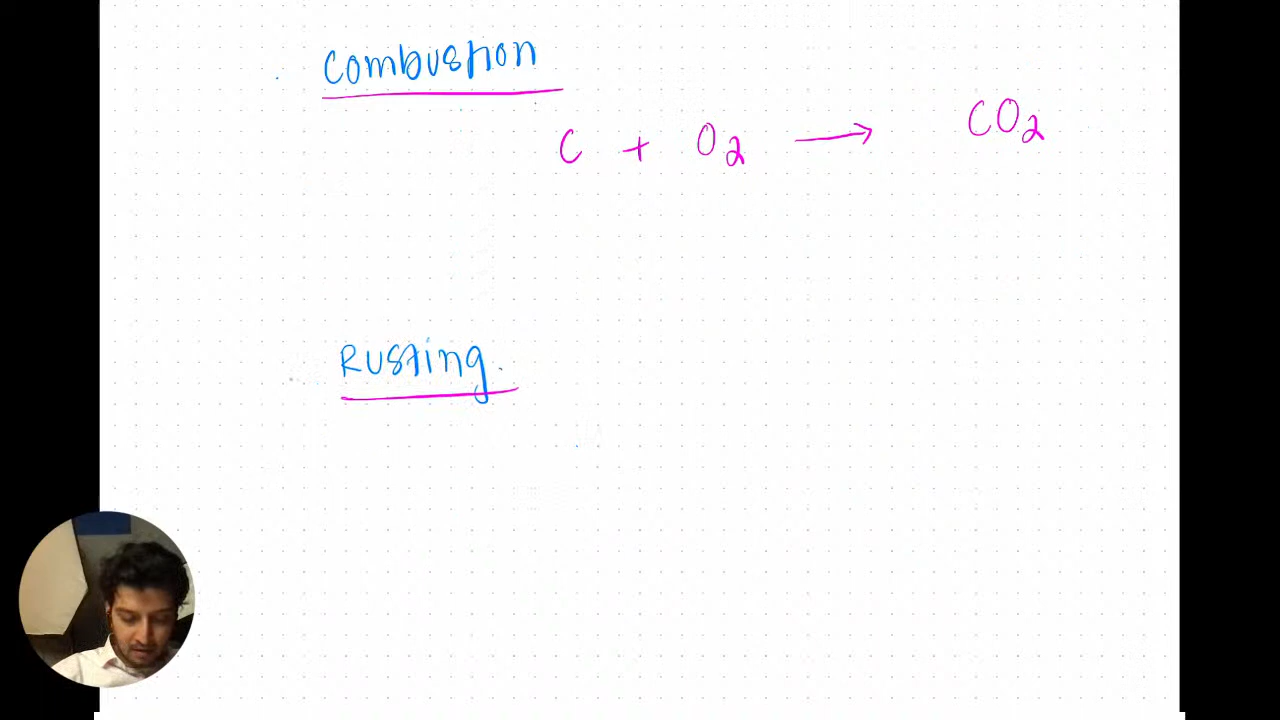 Combustion
C + O2 → CO2
Rusting.